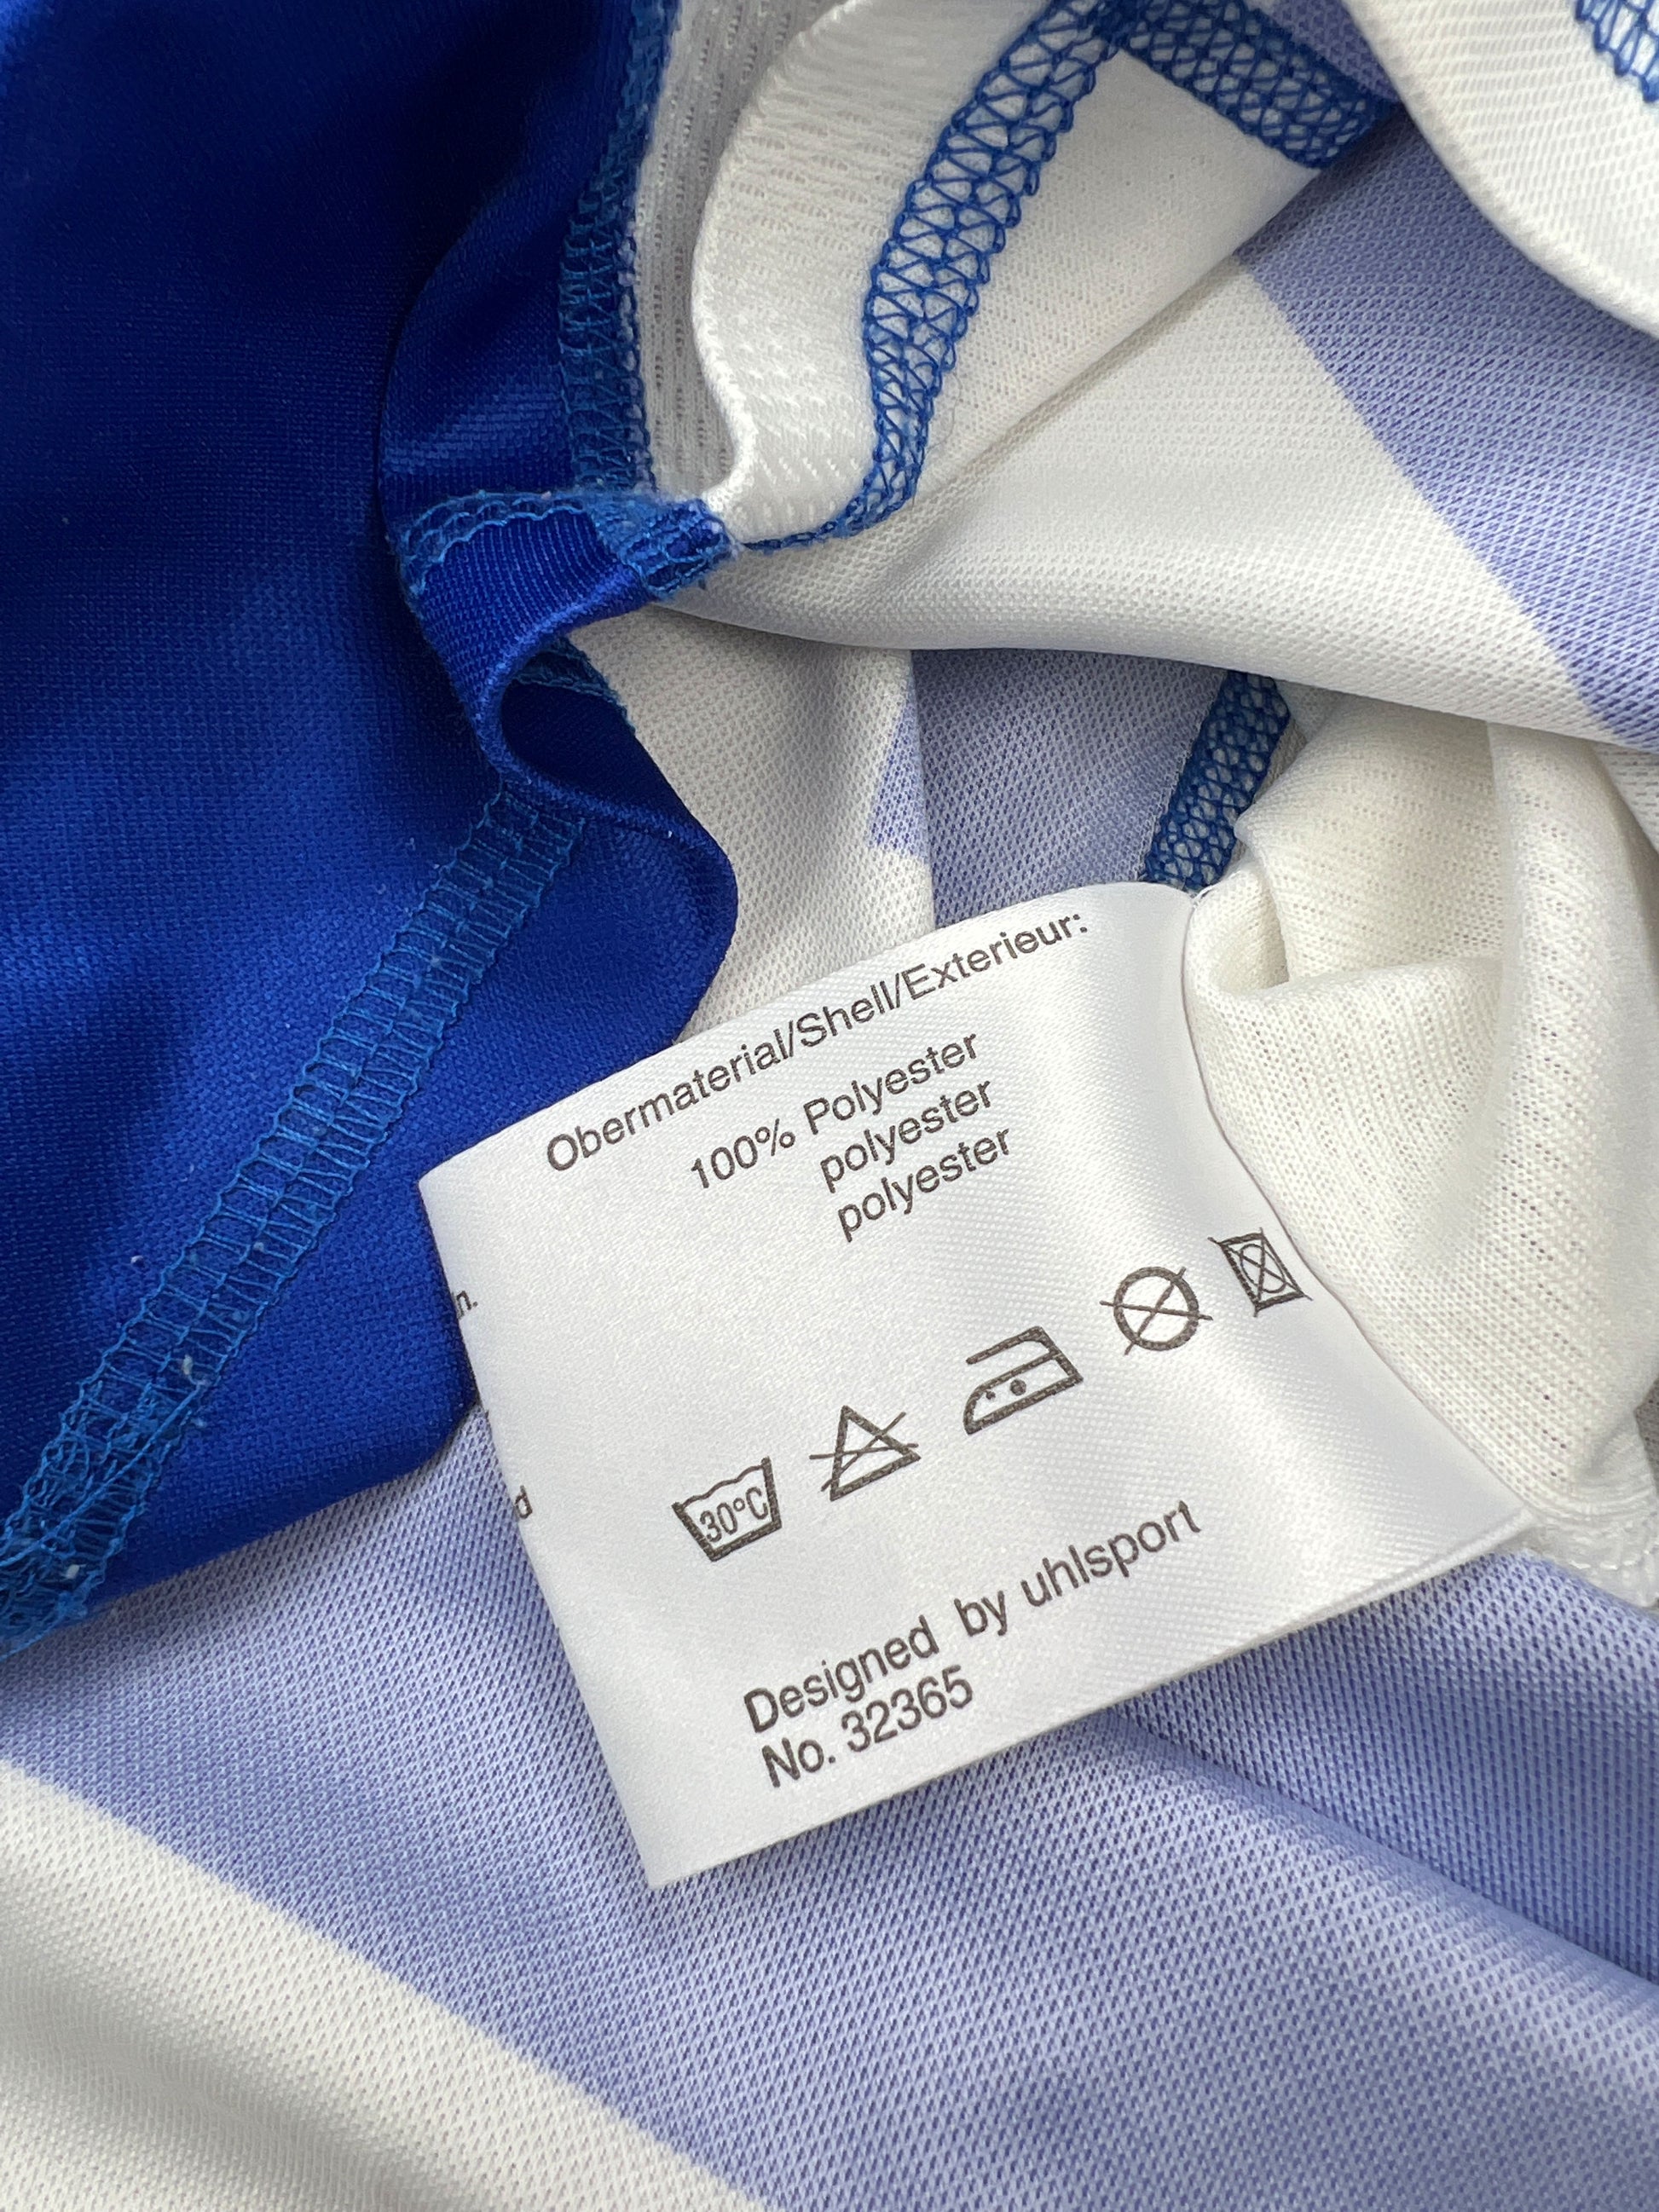 Obermaterial/Shell/Exterieur:
100% Polyester
polyester
polyester
n.
30°C
d
Designed by uhlsport
No. 32365